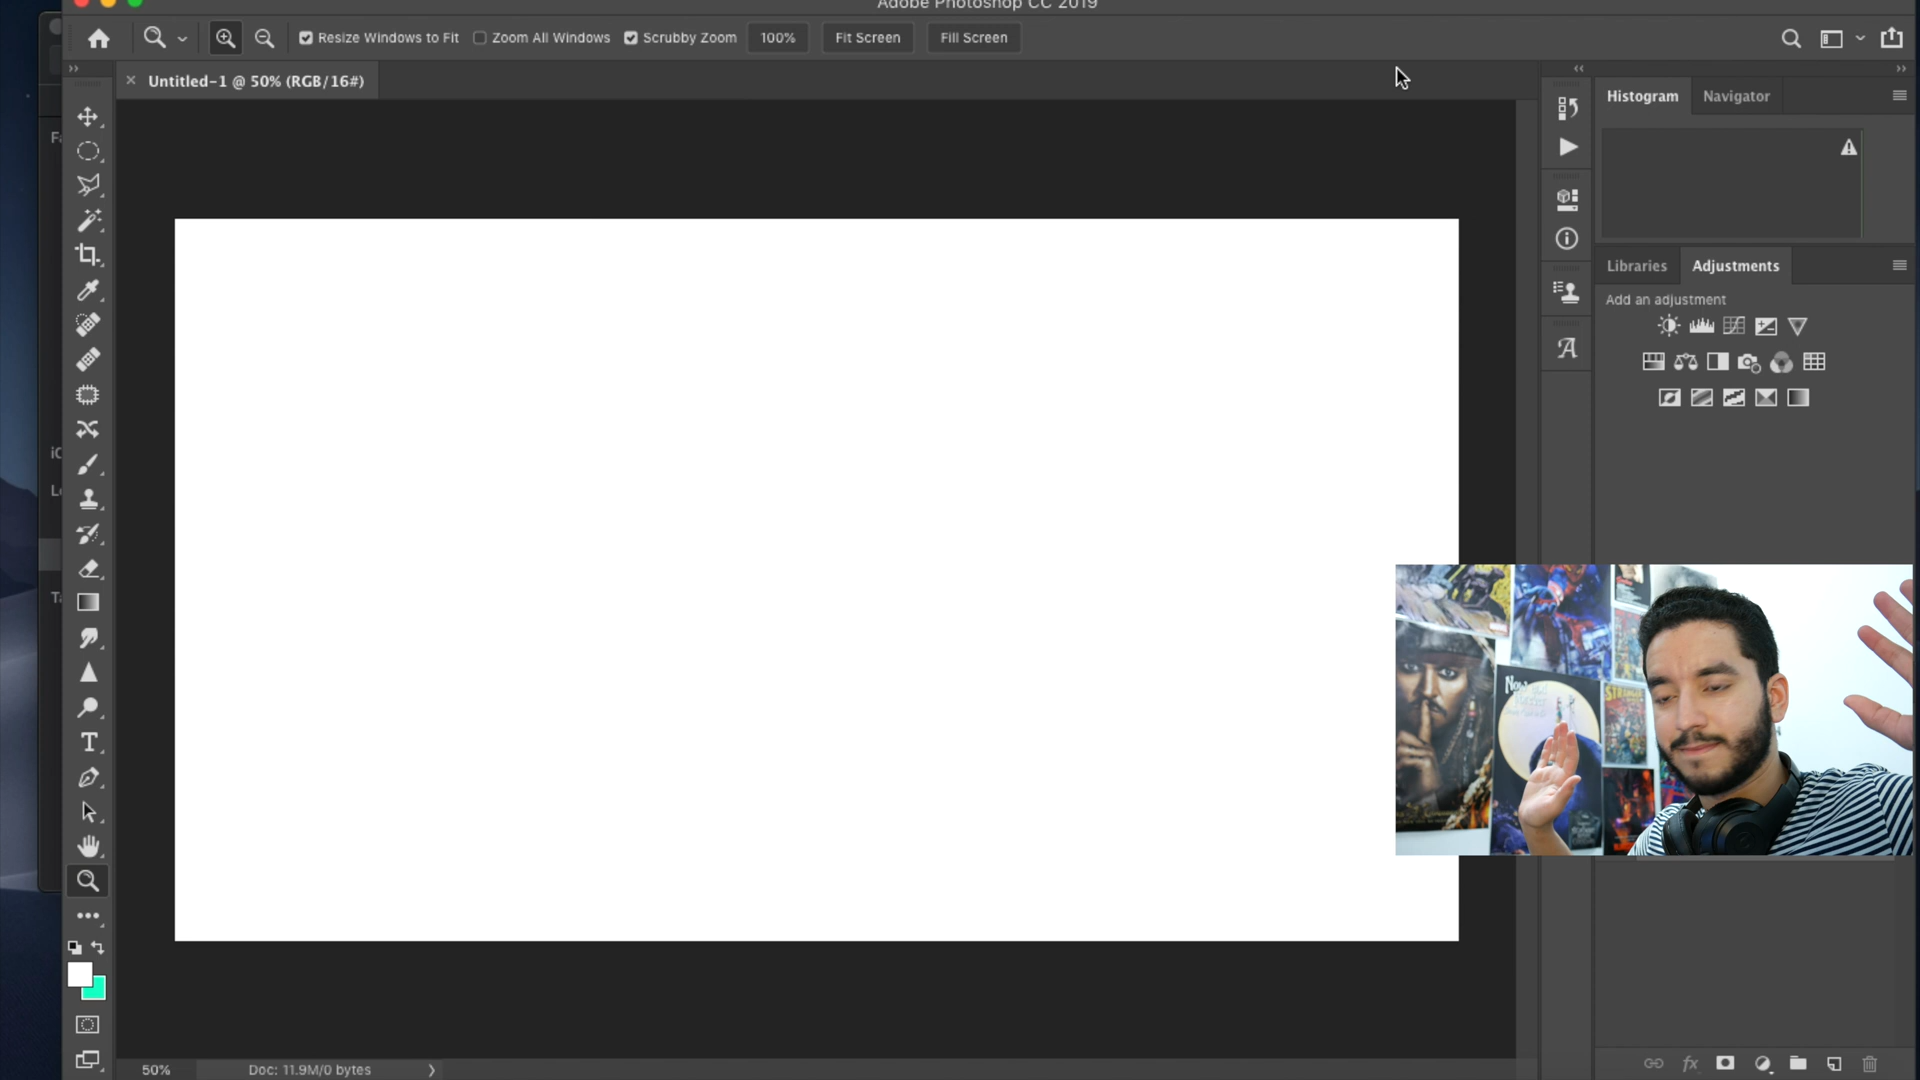 Adobe Photoshop CC 2019
Resize Windows to Fit
Zoom All Windows
Scrubby Zoom
100%
Fit Screen
Fill Screen
Untitled-1 @ 50% (RGB/16#)
Histogram
Navigator
Libraries
Adjustments
Add an adjustment
50%
Doc: 11.9M/0 bytes